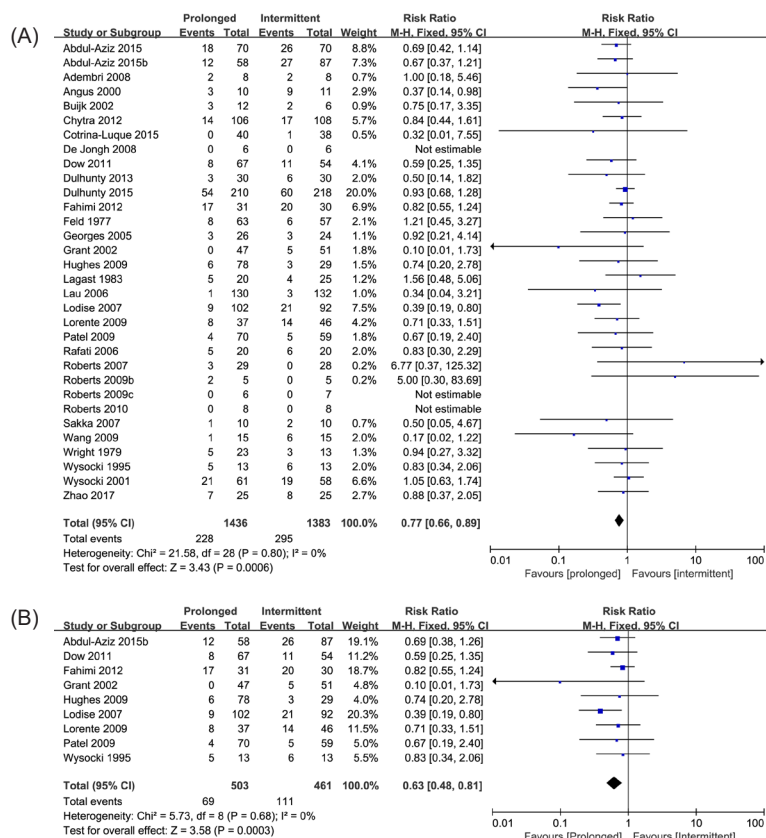 (A)
Prolonged Intermittent Risk Ratio Risk Ratio
Study or Subgroup Events Total Events Total Weight M-H. Fixed. 95% CI M-H. Fixed. 95% CI
Abdul-Aziz 2015 18 70 26 70 8.8% 0.69 [0.42, 1.14]
Abdul-Aziz 2015b 12 58 27 87 7.3% 0.67 [0.37, 1.21]
Adembri 2008 2 8 2 8 0.7% 1.00 [0.18, 5.46]
Angus 2000 3 10 9 11 2.9% 0.37 [0.14, 0.98]
Buijk 2002 3 12 2 6 0.9% 0.75 [0.17, 3.35]
Chytra 2012 14 106 17 108 5.7% 0.84 [0.44, 1.61]
Cotrina-Luque 2015 0 40 1 38 0.5% 0.32 [0.01, 7.55]
De Jongh 2008 0 6 0 6 Not estimable
Dow 2011 8 67 11 54 4.1% 0.59 [0.25, 1.35]
Dulhunty 2013 3 30 6 30 2.0% 0.50 [0.14, 1.82]
Dulhunty 2015 54 210 60 218 20.0% 0.93 [0.68, 1.28]
Fahimi 2012 17 31 20 30 6.9% 0.82 [0.55, 1.24]
Feld 1977 8 63 6 57 2.1% 1.21 [0.45, 3.27]
Georges 2005 3 26 3 24 1.1% 0.92 [0.21, 4.14]
Grant 2002 0 47 5 51 1.8% 0.10 [0.01, 1.73]
Hughes 2009 6 78 3 29 1.5% 0.74 [0.20, 2.78]
Lagast 1983 5 20 4 25 1.2% 1.56 [0.48, 5.06]
Lau 2006 1 130 3 132 1.0% 0.34 [0.04, 3.21]
Lodise 2007 9 102 21 92 7.5% 0.39 [0.19, 0.80]
Lorente 2009 8 37 14 46 4.2% 0.71 [0.33, 1.51]
Patel 2009 4 70 5 59 1.8% 0.67 [0.19, 2.40]
Rafati 2006 5 20 6 20 2.0% 0.83 [0.30, 2.29]
Roberts 2007 3 29 0 28 0.2% 6.77 [0.37, 125.32]
Roberts 2009b 2 5 0 5 0.2% 5.00 [0.30, 83.69]
Roberts 2009c 0 6 0 7 Not estimable
Roberts 2010 0 8 0 8 Not estimable
Sakka 2007 1 10 2 10 0.7% 0.50 [0.05, 4.67]
Wang 2009 1 15 6 15 2.0% 0.17 [0.02, 1.22]
Wright 1979 5 23 3 13 1.3% 0.94 [0.27, 3.32]
Wysocki 1995 5 13 6 13 2.0% 0.83 [0.34, 2.06]
Wysocki 2001 21 61 19 58 6.6% 1.05 [0.63, 1.74]
Zhao 2017 7 25 8 25 2.7% 0.88 [0.37, 2.05]
Total (95% CI) 1436 1383 100.0% 0.77 [0.66, 0.89]
Total events 228 295
Heterogeneity: Chi² = 21.58, df = 28 (P = 0.80); I² = 0%
Test for overall effect: Z = 3.43 (P = 0.0006)
0.01 0.1 1 10 100
Favours [prolonged] Favours [intermittent]
(B)
Prolonged Intermittent Risk Ratio Risk Ratio
Study or Subgroup Events Total Events Total Weight M-H. Fixed. 95% CI M-H. Fixed. 95% CI
Abdul-Aziz 2015b 12 58 26 87 19.1% 0.69 [0.38, 1.26]
Dow 2011 8 67 11 54 11.2% 0.59 [0.25, 1.35]
Fahimi 2012 17 31 20 30 18.7% 0.82 [0.55, 1.24]
Grant 2002 0 47 5 51 4.8% 0.10 [0.01, 1.73]
Hughes 2009 6 78 3 29 4.0% 0.74 [0.20, 2.78]
Lodise 2007 9 102 21 92 20.3% 0.39 [0.19, 0.80]
Lorente 2009 8 37 14 46 11.5% 0.71 [0.33, 1.51]
Patel 2009 4 70 5 59 5.0% 0.67 [0.19, 2.40]
Wysocki 1995 5 13 6 13 5.5% 0.83 [0.34, 2.06]
Total (95% CI) 503 461 100.0% 0.63 [0.48, 0.81]
Total events 69 111
Heterogeneity: Chi² = 5.73, df = 8 (P = 0.68); I² = 0%
Test for overall effect: Z = 3.58 (P = 0.0003)
0.01 0.1 1 10 100
Favours [Prolonged] Favours [Intermittent]